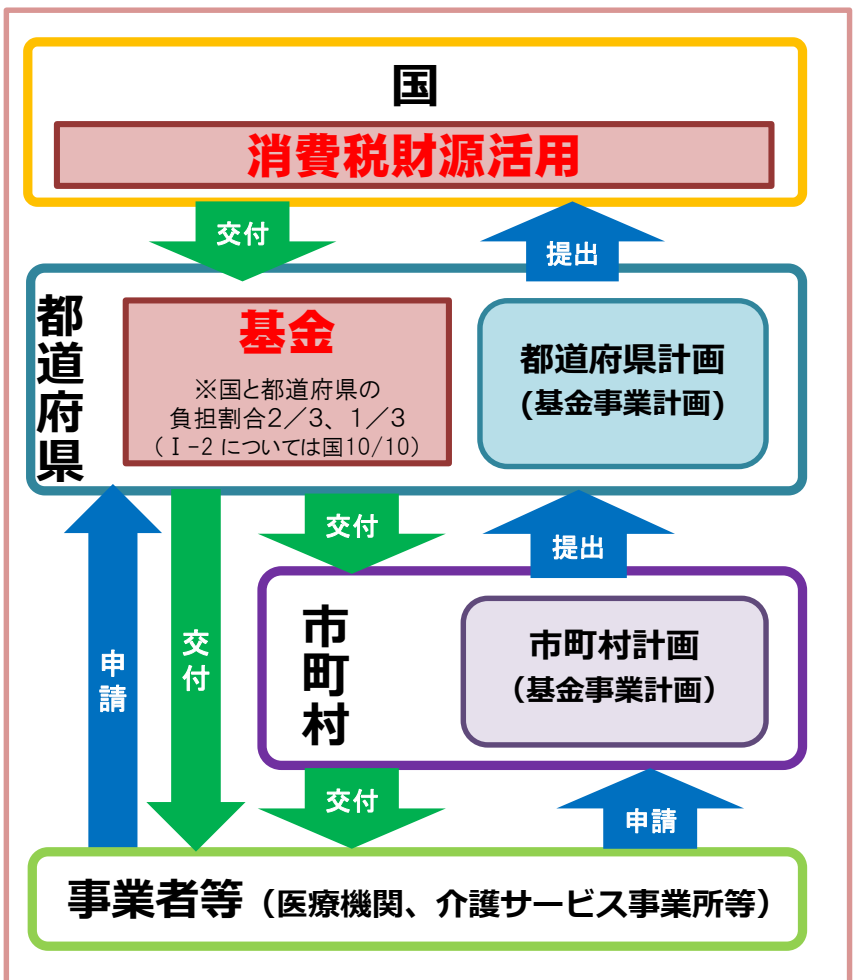 国
消費税財源活用
交付
提出
都道府県
基金
※国と都道府県の
負担割合2/3、1/3
(Ⅰ-2 については国10/10)
都道府県計画
(基金事業計画)
交付
提出
申請
交付
市町村
市町村計画
(基金事業計画)
交付
申請
事業者等(医療機関、介護サービス事業所等)